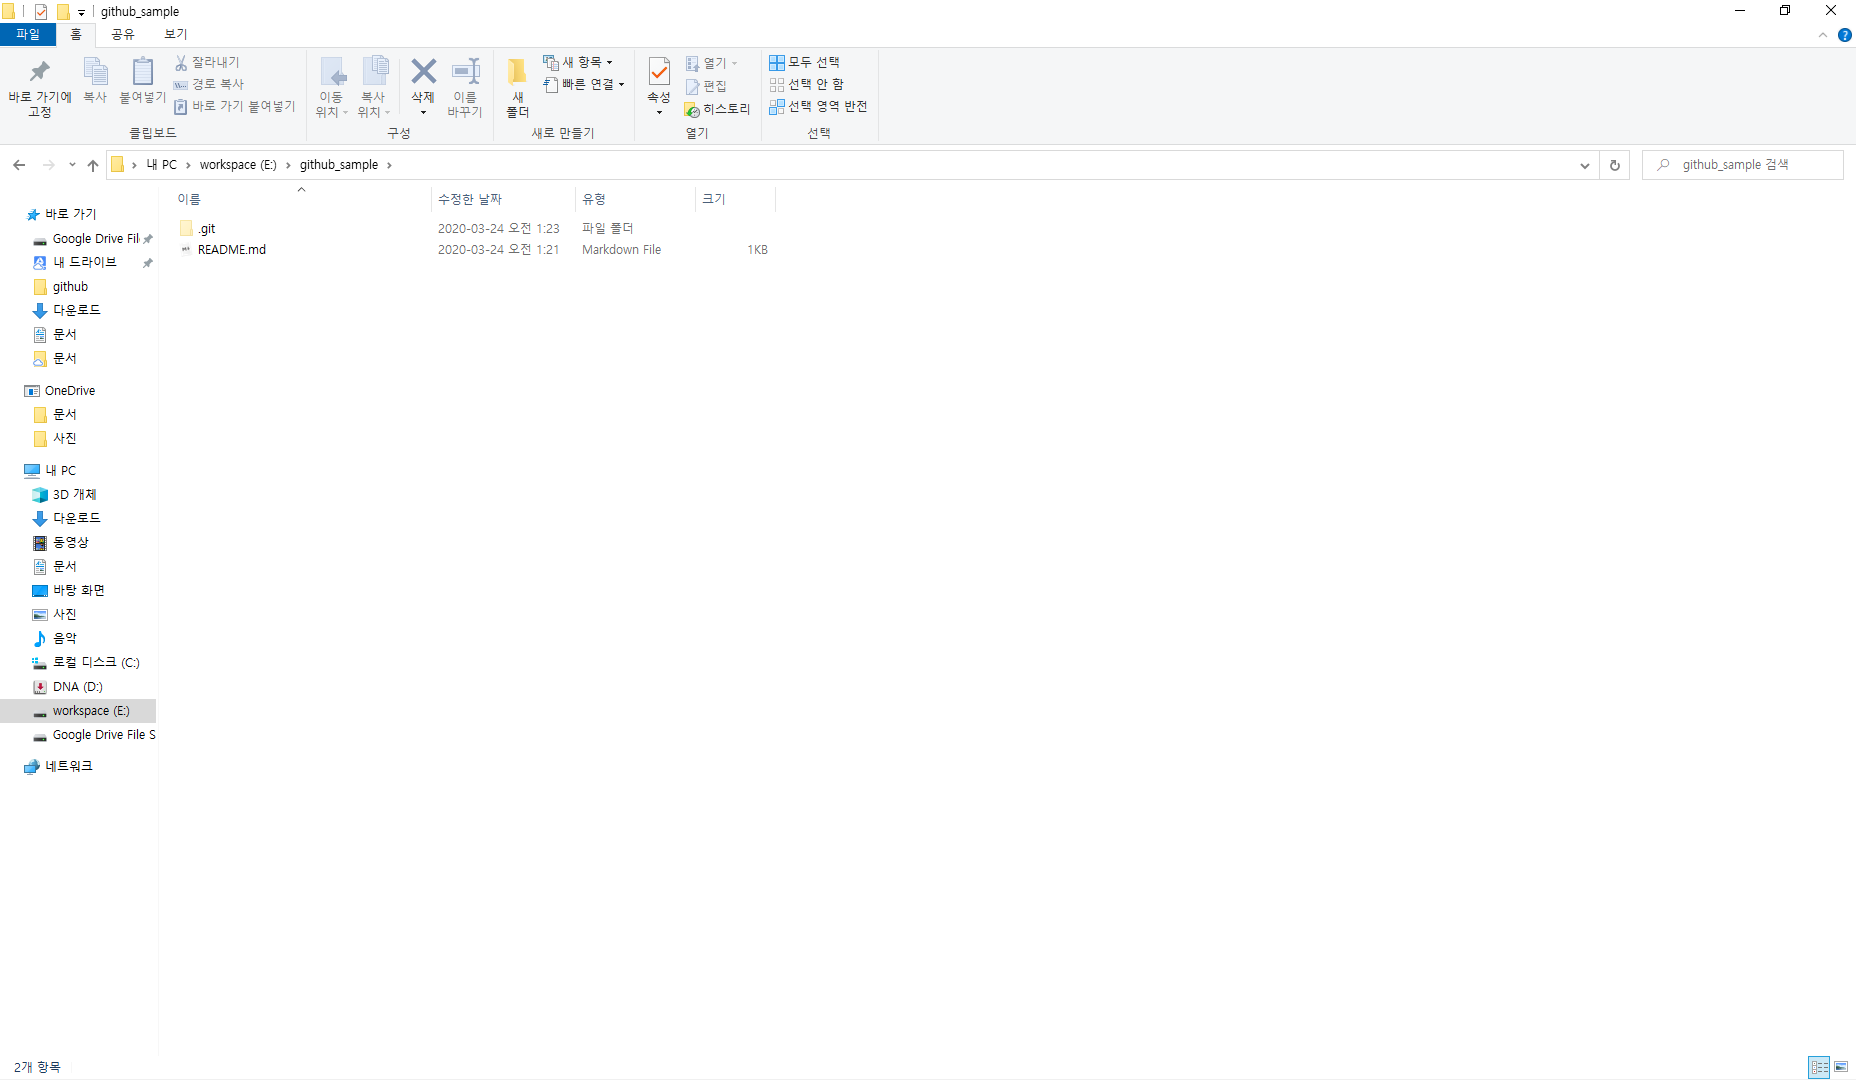 github_sample
파일 홈 공유 보기
바로 가기에 고정
복사
붙여넣기
잘라내기
경로 복사
바로 가기 붙여넣기
클립보드
이동 위치
복사 위치
삭제
이름 바꾸기
구성
새 폴더
새 항목
빠른 연결
새로 만들기
속성
열기
편집
히스토리
열기
모두 선택
선택 안 함
선택 영역 반전
선택
내 PC › workspace (E:) › github_sample ›
github_sample 검색
이름 수정한 날짜 유형 크기
.git 2020-03-24 오전 1:23 파일 폴더
README.md 2020-03-24 오전 1:21 Markdown File 1KB
바로 가기
Google Drive Fil
내 드라이브
github
다운로드
문서
문서
OneDrive
문서
사진
내 PC
3D 개체
다운로드
동영상
문서
바탕 화면
사진
음악
로컬 디스크 (C:)
DNA (D:)
workspace (E:)
Google Drive File S
네트워크
2개 항목